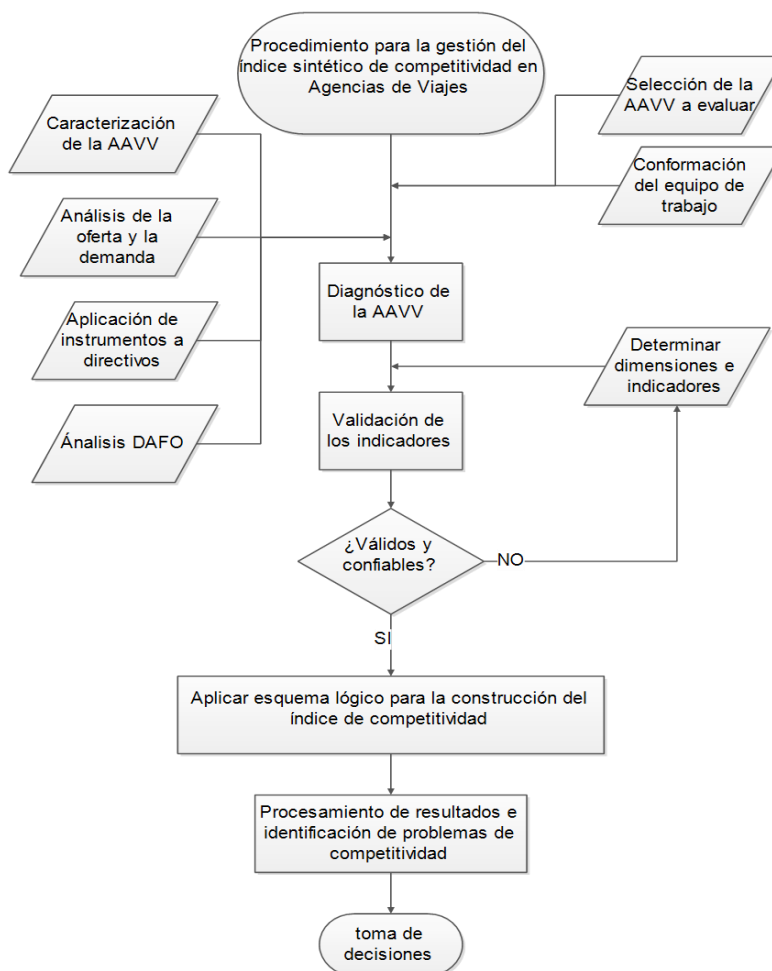 Procedimiento para la gestión del
índice sintético de competitividad en
Agencias de Viajes
Selección de la
AAVV a evaluar
Caracterización
de la AAVV
Conformación
del equipo de
trabajo
Análisis de la
oferta y la
demanda
Diagnóstico de
la AAVV
Aplicación de
instrumentos a
directivos
Determinar
dimensiones e
indicadores
Validación de
los indicadores
Ánalisis DAFO
¿Válidos y
confiables?
NO
SI
Aplicar esquema lógico para la construcción del
índice de competitividad
Procesamiento de resultados e
identificación de problemas de
competitividad
toma de
decisiones